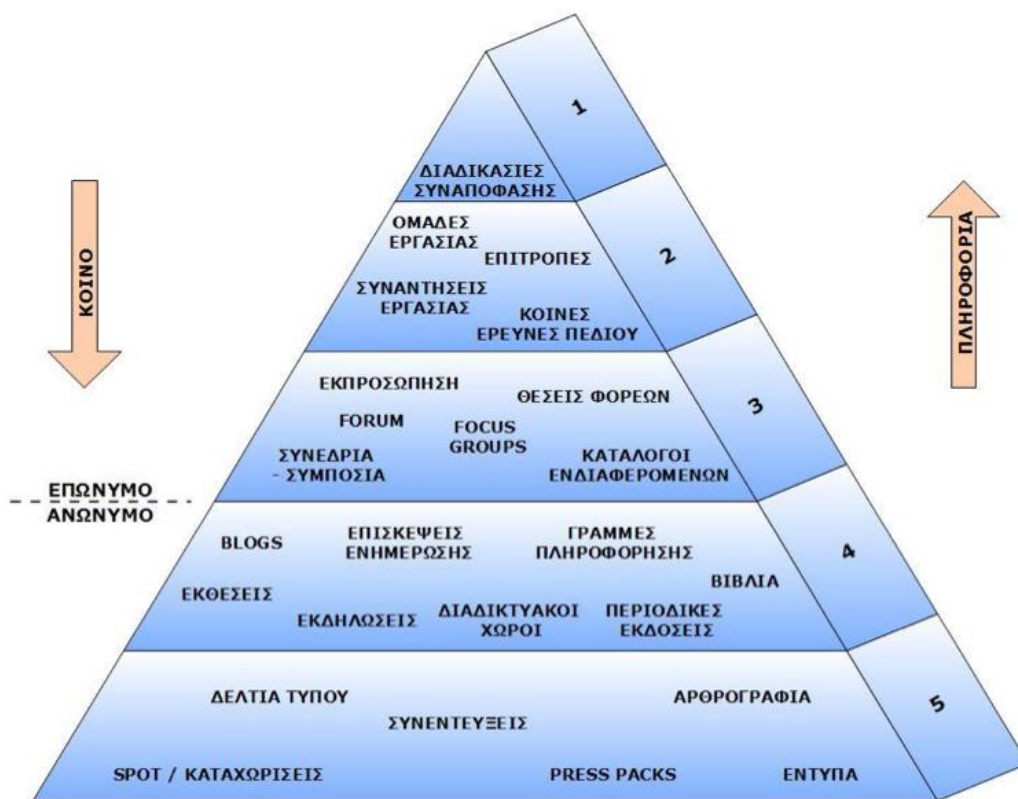 1
ΔΙΑΔΙΚΑΣΙΕΣ
ΣΥΝΑΠΟΦΑΣΗΣ
ΟΜΑΔΕΣ
ΕΡΓΑΣΙΑΣ
ΕΠΙΤΡΟΠΕΣ
2
ΣΥΝΑΝΤΗΣΕΙΣ
ΕΡΓΑΣΙΑΣ
ΚΟΙΝΕΣ
ΕΡΕΥΝΕΣ ΠΕΔΙΟΥ
ΚΟΙΝΟ
ΠΛΗΡΟΦΟΡΙΑ
ΕΚΠΡΟΣΩΠΗΣΗ
ΘΕΣΕΙΣ ΦΟΡΕΩΝ
3
FORUM
FOCUS
GROUPS
ΣΥΝΕΔΡΙΑ
- ΣΥΜΠΟΣΙΑ
ΚΑΤΑΛΟΓΟΙ
ΕΝΔΙΑΦΕΡΟΜΕΝΩΝ
ΕΠΩΝΥΜΟ
ΑΝΩΝΥΜΟ
BLOGS
ΕΠΙΣΚΕΨΕΙΣ
ΕΝΗΜΕΡΩΣΗΣ
ΓΡΑΜΜΕΣ
ΠΛΗΡΟΦΟΡΗΣΗΣ
4
ΒΙΒΛΙΑ
ΕΚΘΕΣΕΙΣ
ΕΚΔΗΛΩΣΕΙΣ
ΔΙΑΔΙΚΤΥΑΚΟΙ
ΧΩΡΟΙ
ΠΕΡΙΟΔΙΚΕΣ
ΕΚΔΟΣΕΙΣ
ΔΕΛΤΙΑ ΤΥΠΟΥ
ΣΥΝΕΝΤΕΥΞΕΙΣ
ΑΡΘΡΟΓΡΑΦΙΑ
5
SPOT / ΚΑΤΑΧΩΡΙΣΕΙΣ
PRESS PACKS
ΕΝΤΥΠΑ